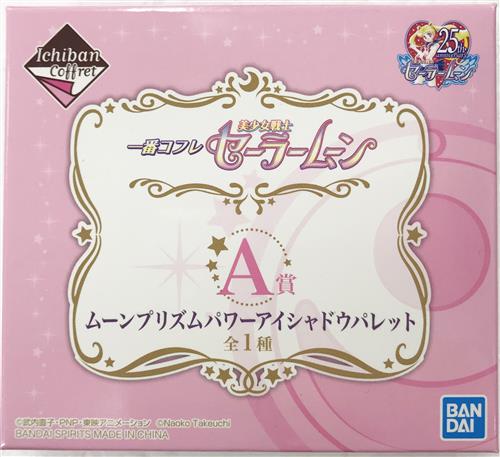 Ichiban
Coffret
25th
anniversary
セーラームーン
一番コフレ
美少女戦士
セーラームーン
A賞
ムーンプリズムパワーアイシャドウパレット
全1種
©武内直子・PNP・東映アニメーション ©Naoko Takeuchi
BANDAI SPIRITS MADE IN CHINA
BAN
DAI